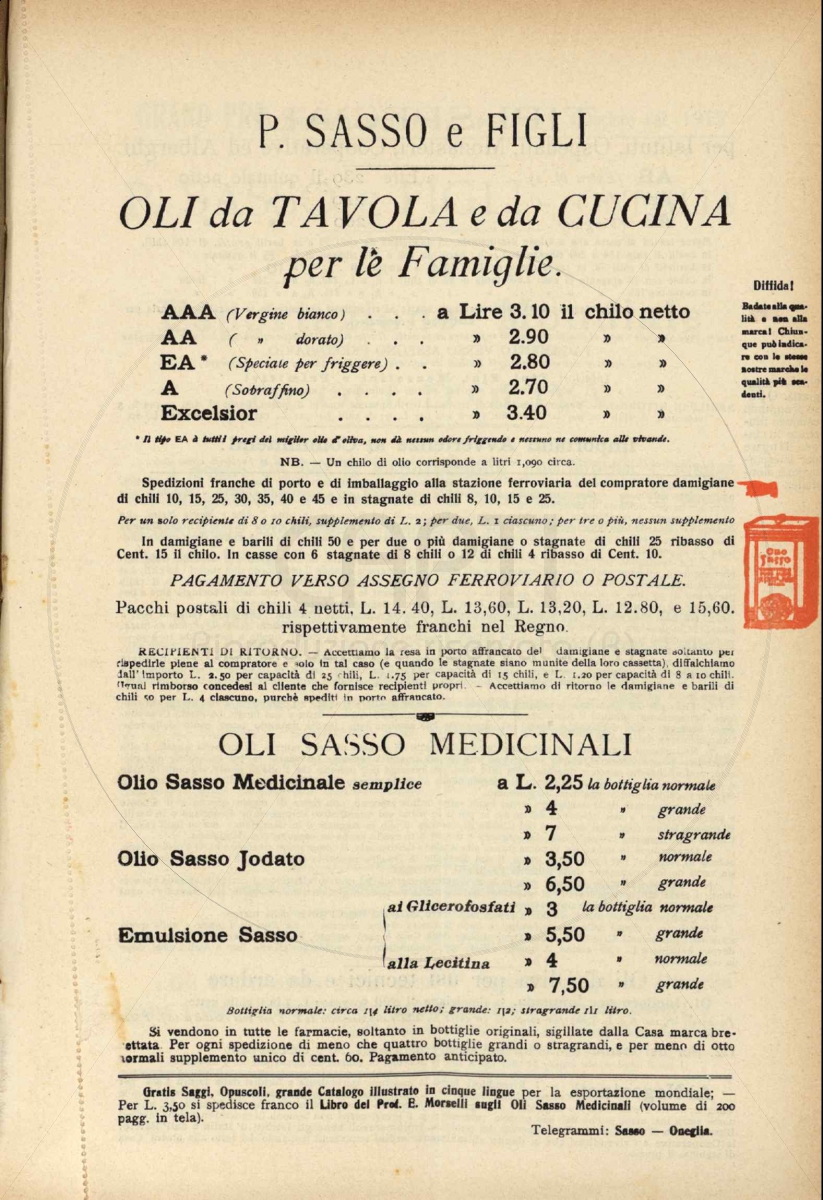 P. SASSO e FIGLI
OLI da TAVOLA e da CUCINA
per le Famiglie.
AAA (Vergine bianco) . . . a Lire 3.10 il chilo netto
AA ( » dorato) . . . » 2.90 » »
EA * (Speciale per friggere) . . » 2.80 » »
A (Sobraffino) . . . . » 2.70 » »
Excelsior . . . . » 3.40 » »
* Il tipo EA à tutti i pregi del miglior olio d'oliva, non dà nessun odore friggendo e nessuno ne comunica alle vivande.
NB. — Un chilo di olio corrisponde a litri 1,090 circa.
Spedizioni franche di porto e di imballaggio alla stazione ferroviaria del compratore damigiane
di chili 10, 15, 25, 30, 35, 40 e 45 e in stagnate di chili 8, 10, 15 e 25.
Per un solo recipiente di 8 o 10 chili, supplemento di L. 2; per due, L. 1 ciascuno; per tre o più, nessun supplemento
In damigiane e barili di chili 50 e per due o più damigiane o stagnate di chili 25 ribasso di
Cent. 15 il chilo. In casse con 6 stagnate di 8 chili o 12 di chili 4 ribasso di Cent. 10.
PAGAMENTO VERSO ASSEGNO FERROVIARIO O POSTALE.
Pacchi postali di chili 4 netti, L. 14.40, L. 13,60, L. 13,20, L. 12.80, e 15,60.
rispettivamente franchi nel Regno.
RECIPIENTI DI RITORNO. — Accettiamo la resa in porto affrancato del damigiane e stagnate soltanto per
rispedirle piene al compratore e solo in tal caso (e quando le stagnate siano munite della loro cassetta), diffalchiamo
dall'importo L. 2.50 per capacità di 25 chili, L. 1.75 per capacità di 15 chili, e L. 1.20 per capacità di 8 a 10 chili.
Ugual rimborso concedesi al cliente che fornisce recipienti propri. — Accettiamo di ritorno le damigiane e barili di
chili 50 per L. 4 ciascuno, purchè spediti in porto affrancato.
Diffida!
Badate alla qua-
lità e non alla
marca! Chiun-
que può indica-
re con le stesse
nostre marche le
qualità più sca-
denti.
Olio
Sasso
OLI SASSO MEDICINALI
Olio Sasso Medicinale semplice a L. 2,25 la bottiglia normale
» 4 » grande
» 7 » stragrande
Olio Sasso Jodato » 3,50 » normale
» 6,50 » grande
ai Glicerofosfati » 3 la bottiglia normale
Emulsione Sasso » 5,50 » grande
alla Lecitina » 4 » normale
» 7,50 » grande
Bottiglia normale: circa 1|4 litro netto; grande: 1|2; stragrande 1|1 litro.
Si vendono in tutte le farmacie, soltanto in bottiglie originali, sigillate dalla Casa marca bre-
ettata. Per ogni spedizione di meno che quattro bottiglie grandi o stragrandi, e per meno di otto
normali supplemento unico di cent. 60. Pagamento anticipato.
Gratis Saggi, Opuscoli, grande Catalogo illustrato in cinque lingue per la esportazione mondiale; —
Per L. 3,50 si spedisce franco il Libro del Prof. E. Morselli sugli Oli Sasso Medicinali (volume di 200
pagg. in tela).
Telegrammi: Sasso — Oneglia.